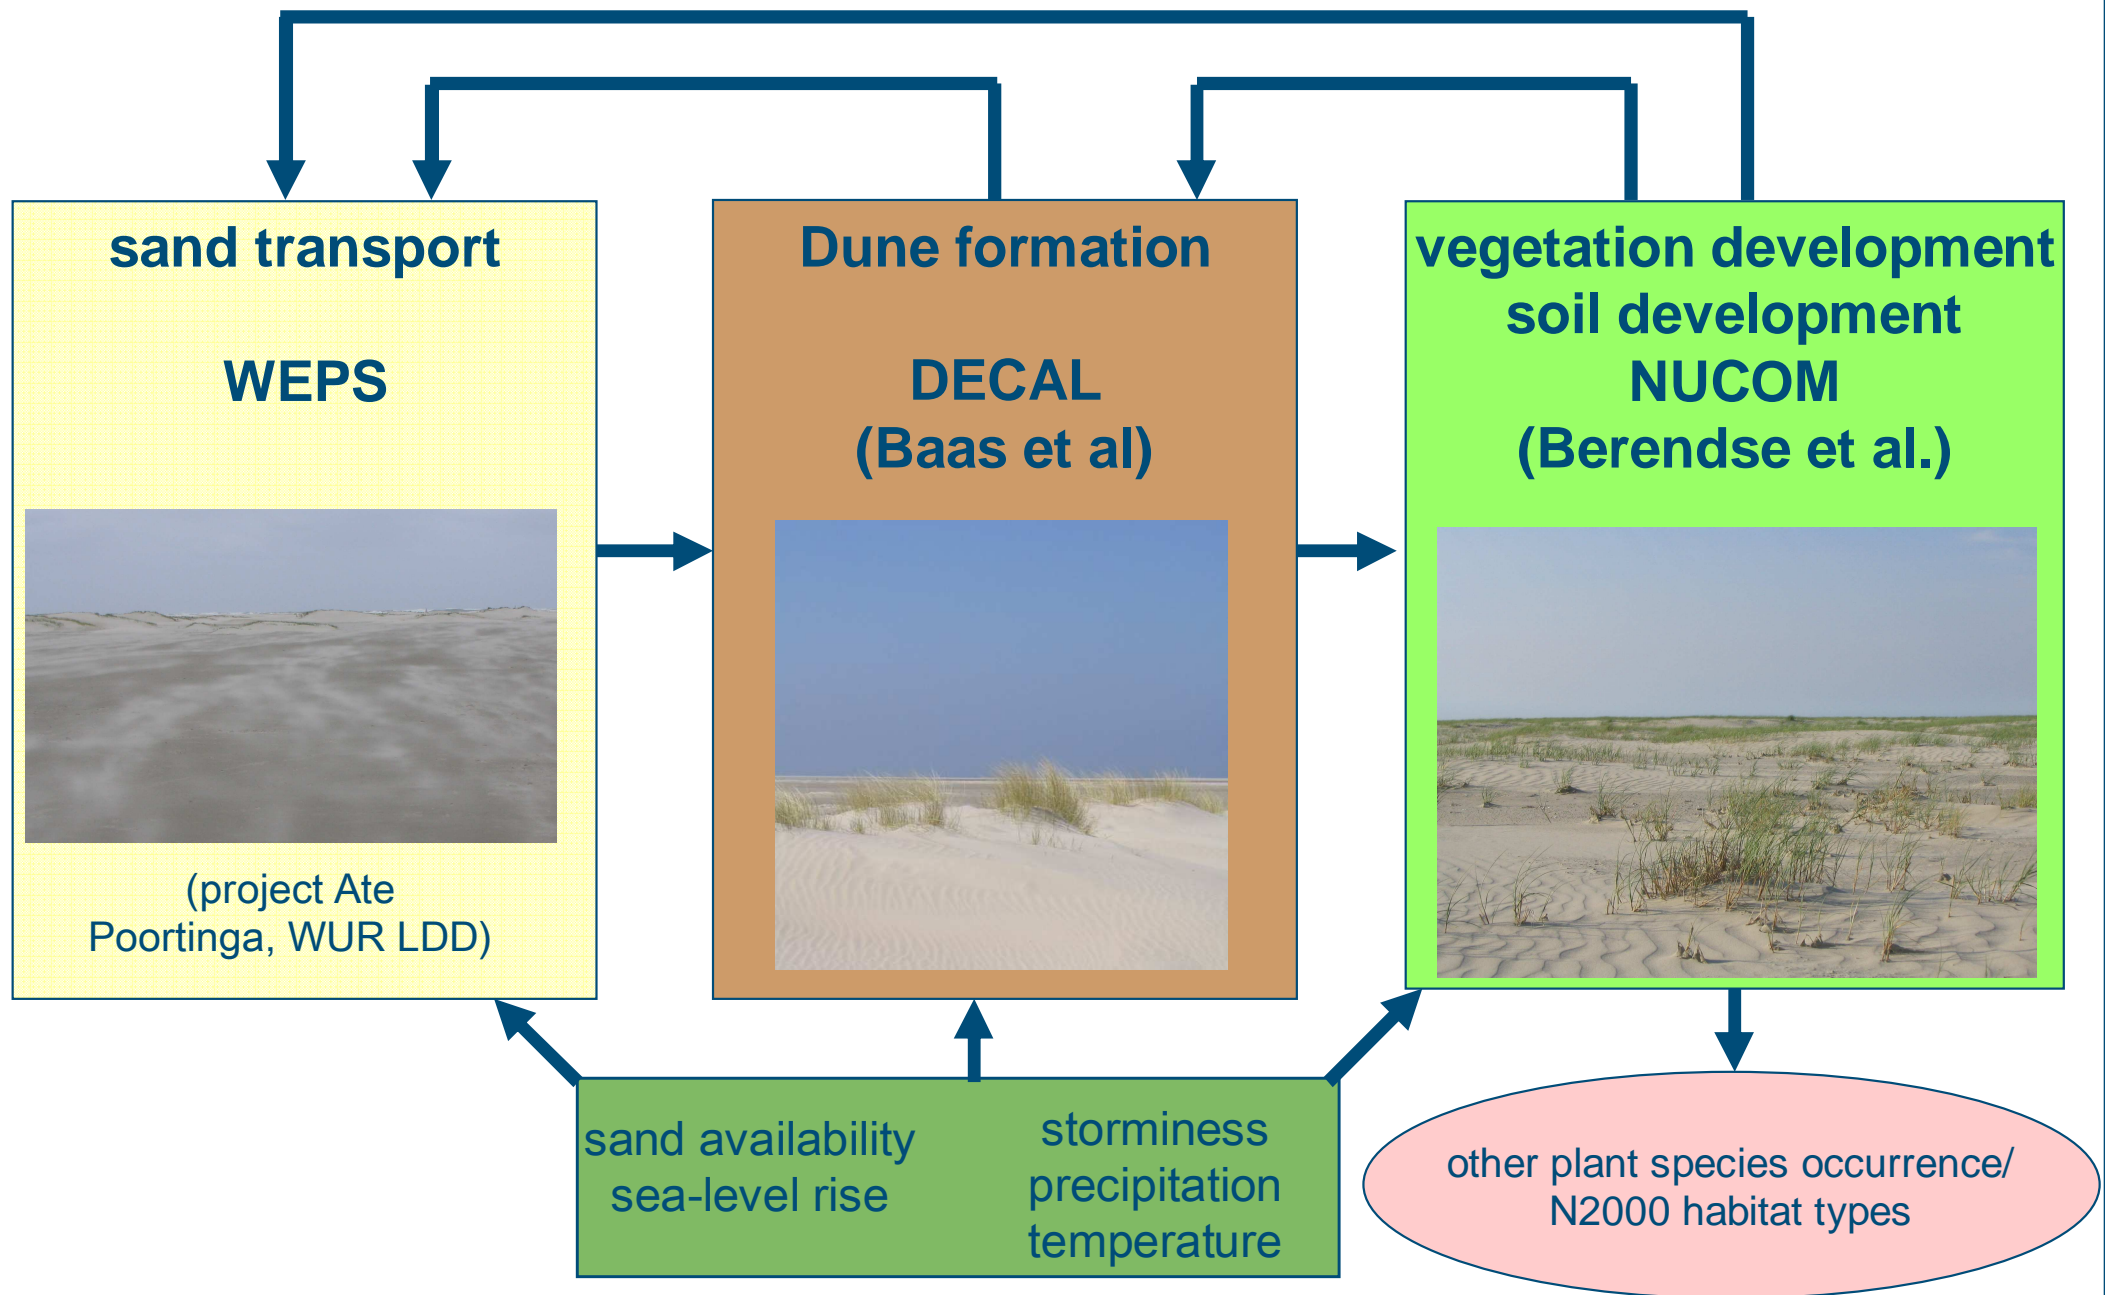 sand transport
WEPS
(project Ate
Poortinga, WUR LDD)
Dune formation
DECAL
(Baas et al)
vegetation development
soil development
NUCOM
(Berendse et al.)
sand availability
sea-level rise
storminess
precipitation
temperature
other plant species occurrence/
N2000 habitat types